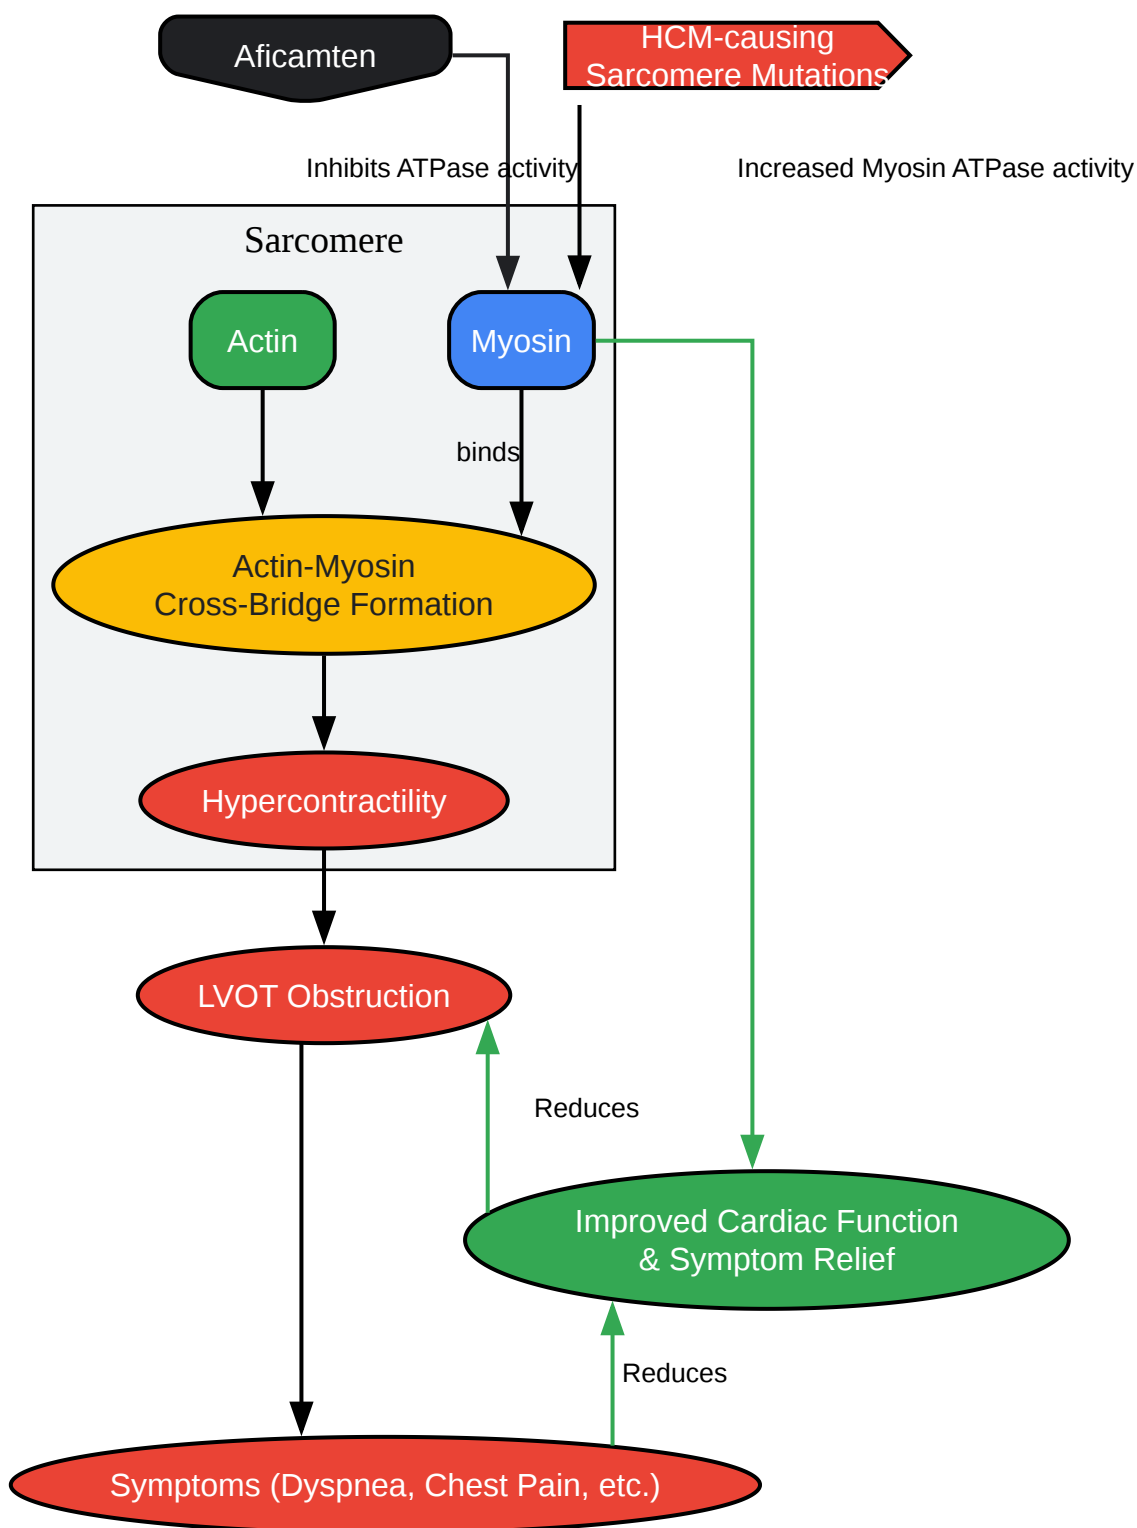 Aficamten
HCM-causing
Sarcomere Mutations
Inhibits ATPase activity
Increased Myosin ATPase activity
Sarcomere
Actin
Myosin
binds
Actin-Myosin
Cross-Bridge Formation
Hypercontractility
LVOT Obstruction
Reduces
Improved Cardiac Function
& Symptom Relief
Reduces
Symptoms (Dyspnea, Chest Pain, etc.)